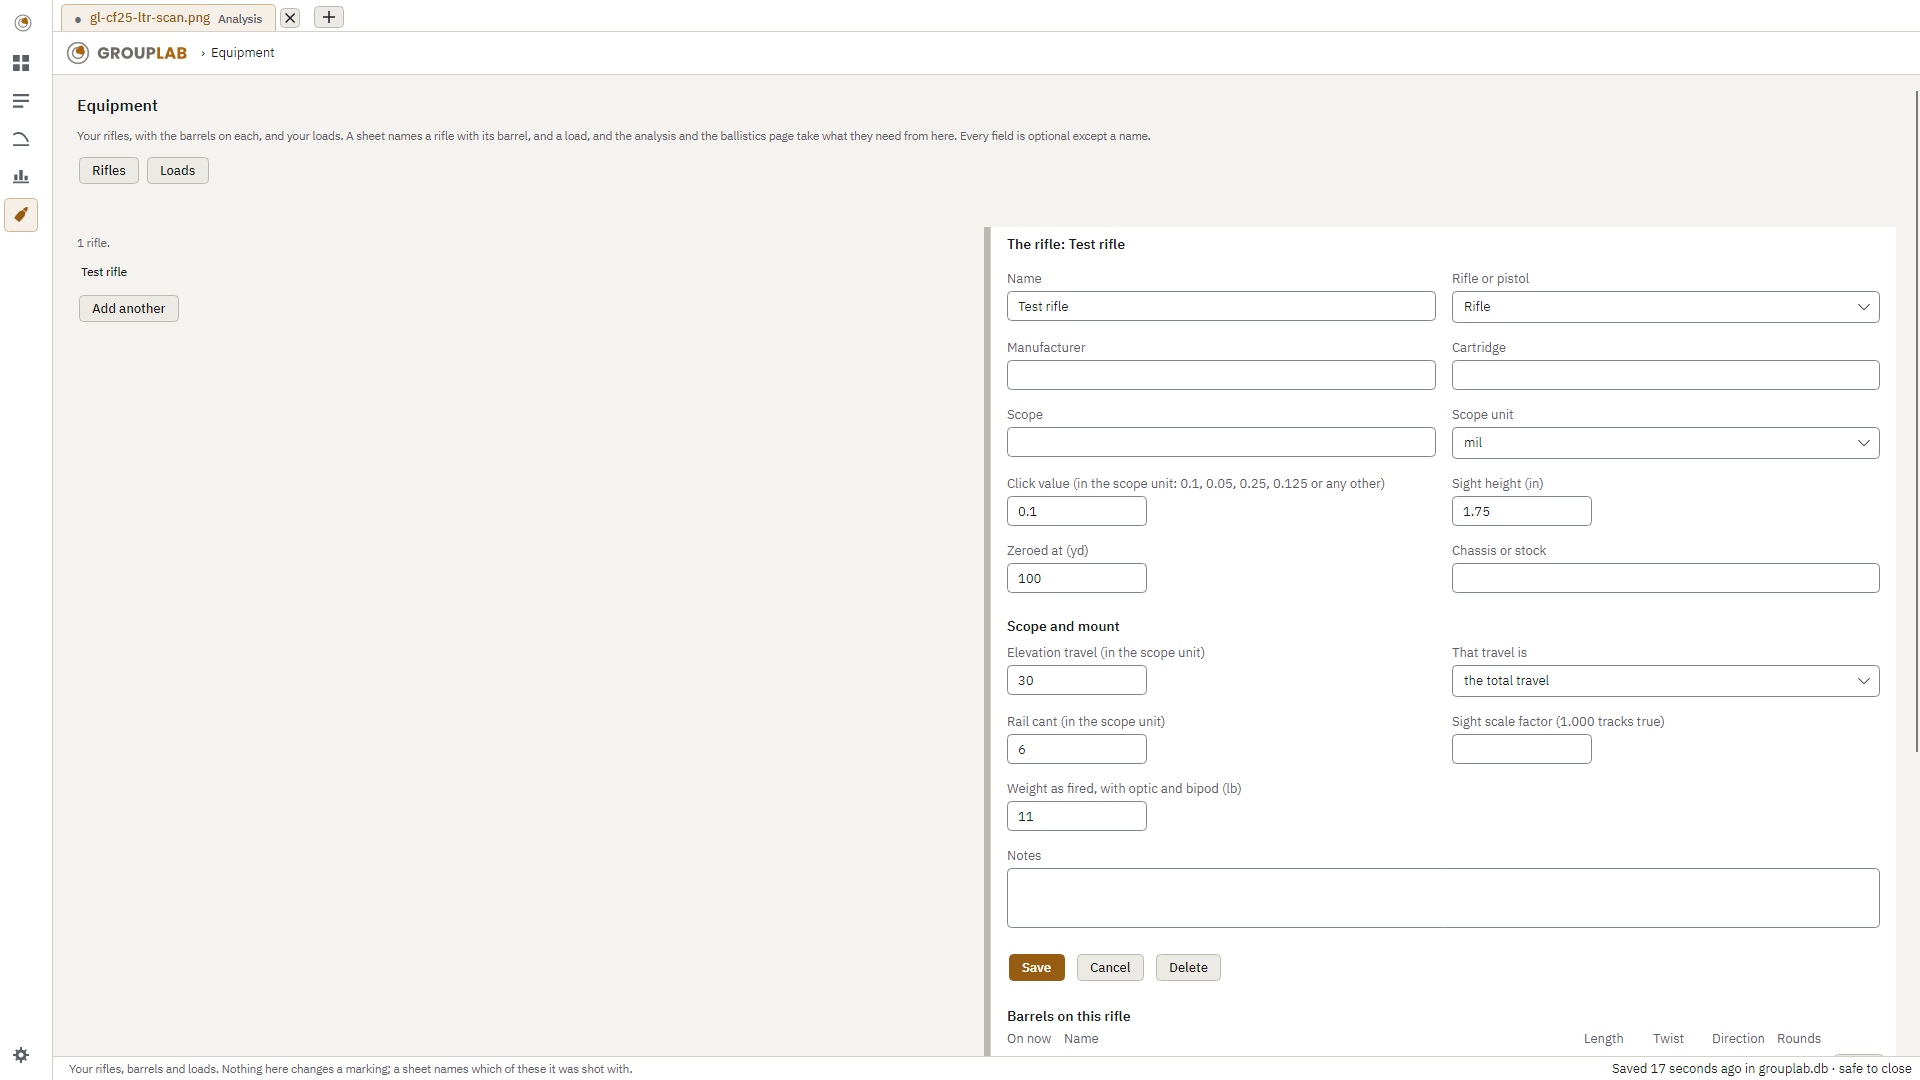 gl-cf25-ltr-scan.png Analysis
GROUPLAB › Equipment
Equipment
Your rifles, with the barrels on each, and your loads. A sheet names a rifle with its barrel, and a load, and the analysis and the ballistics page take what they need from here. Every field is optional except a name.
Rifles Loads
1 rifle.
Test rifle
Add another
The rifle: Test rifle
Name Rifle or pistol
Test rifle Rifle
Manufacturer Cartridge
Scope Scope unit
mil
Click value (in the scope unit: 0.1, 0.05, 0.25, 0.125 or any other) Sight height (in)
0.1 1.75
Zeroed at (yd) Chassis or stock
100
Scope and mount
Elevation travel (in the scope unit) That travel is
30 the total travel
Rail cant (in the scope unit) Sight scale factor (1.000 tracks true)
6
Weight as fired, with optic and bipod (lb)
11
Notes
Save Cancel Delete
Barrels on this rifle
On now Name Length Twist Direction Rounds
Your rifles, barrels and loads. Nothing here changes a marking; a sheet names which of these it was shot with. Saved 17 seconds ago in grouplab.db · safe to close